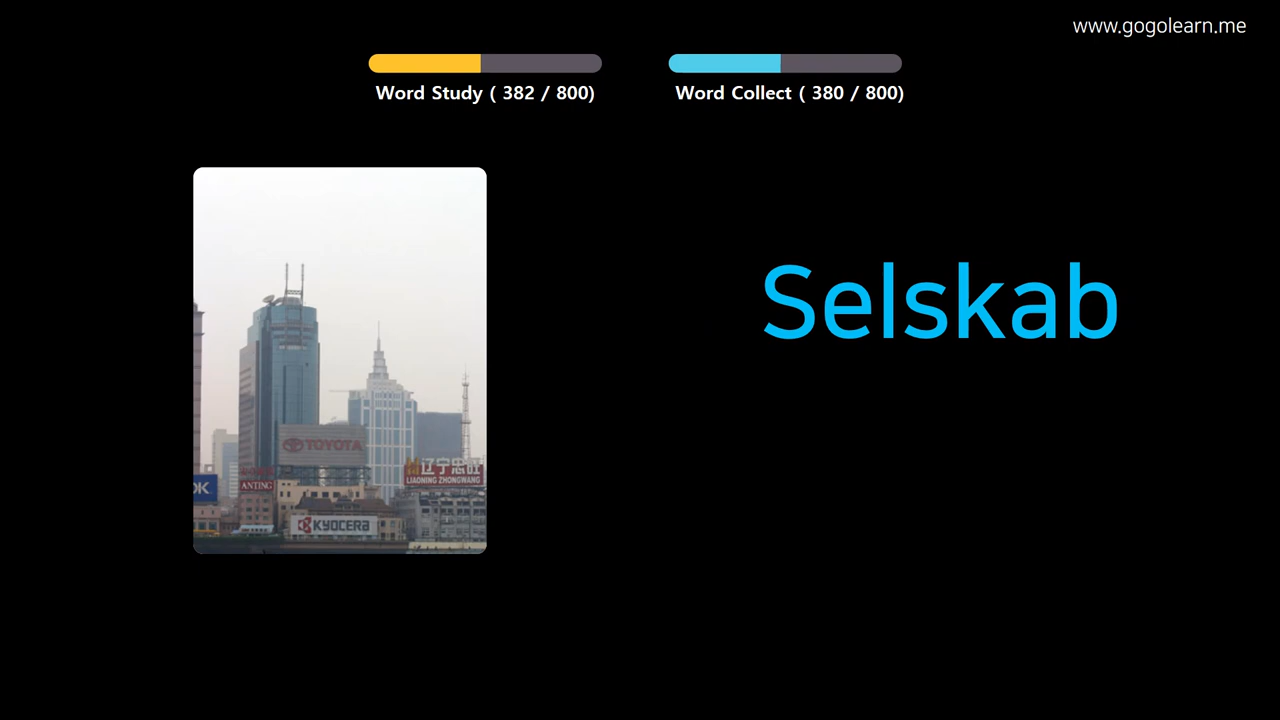 www.gogolearn.me
Word Study ( 382 / 800)
Word Collect ( 380 / 800)
Selskab
TOYOTA
辽宁忠旺
LIAONING ZHONGWANG
OK
ANTING
KYOCERA